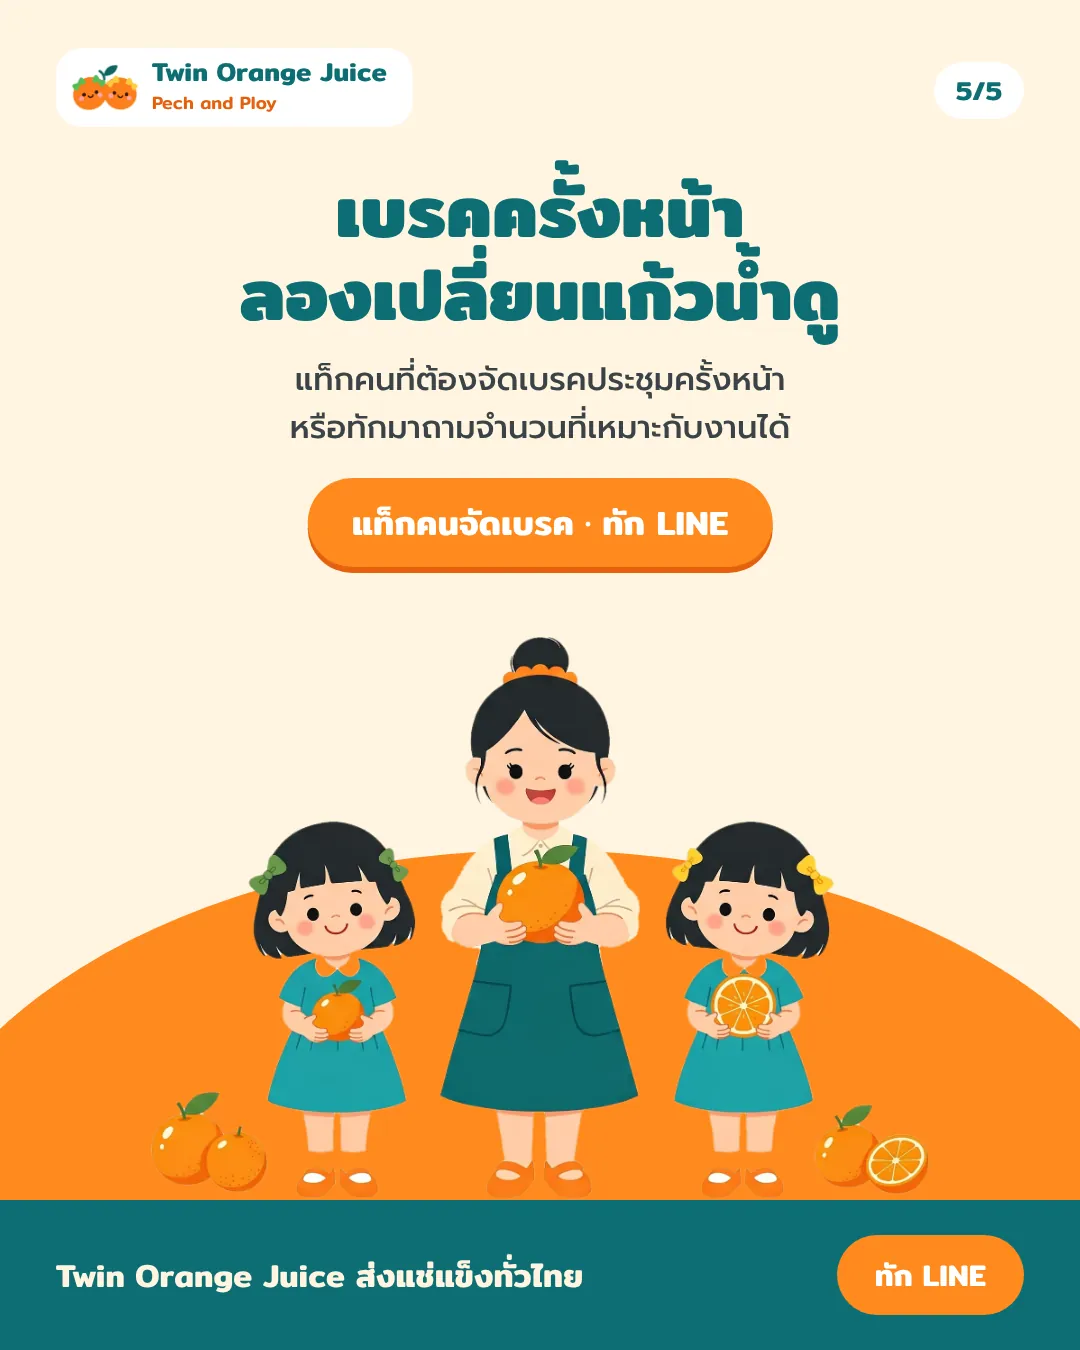 Twin Orange Juice
Pech and Ploy
5/5
เบรคครั้งหน้า
ลองเปลี่ยนแก้วน้ำดู
แท็กคนที่ต้องจัดเบรคประชุมครั้งหน้า
หรือทักมาถามจำนวนที่เหมาะกับงานได้
แท็กคนจัดเบรค · ทัก LINE
Twin Orange Juice ส่งแช่แข็งทั่วไทย
ทัก LINE